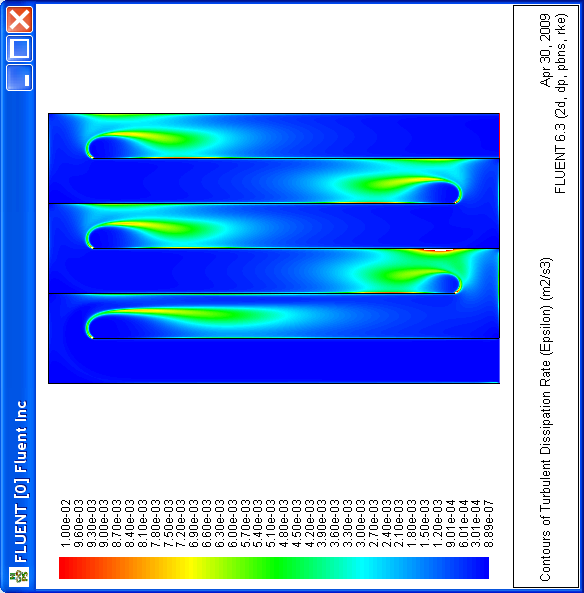 FLUENT [0] Fluent Inc
1.00e-02
9.60e-03
9.30e-03
9.00e-03
8.70e-03
8.40e-03
8.10e-03
7.80e-03
7.50e-03
7.20e-03
6.90e-03
6.60e-03
6.30e-03
6.00e-03
5.70e-03
5.40e-03
5.10e-03
4.80e-03
4.50e-03
4.20e-03
3.90e-03
3.60e-03
3.30e-03
3.00e-03
2.70e-03
2.40e-03
2.10e-03
1.80e-03
1.50e-03
1.20e-03
9.01e-04
6.01e-04
3.01e-04
8.89e-07
Contours of Turbulent Dissipation Rate (Epsilon) (m2/s3)
Apr 30, 2009
FLUENT 6.3 (2d, dp, pbns, rke)